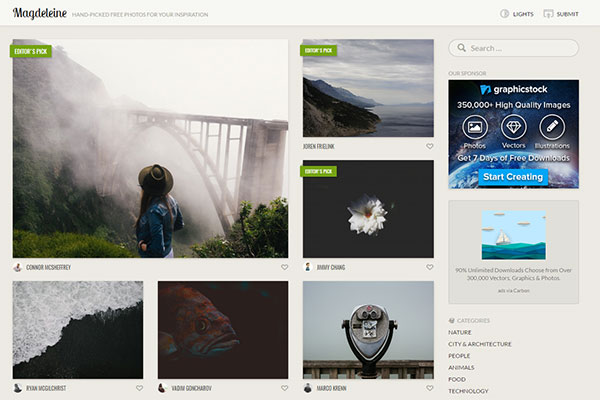 Magdeleine
HAND-PICKED FREE PHOTOS FOR YOUR INSPIRATION
LIGHTS
SUBMIT
EDITOR'S PICK
CONNOR MCSHEFFREY
JOREN FRIELINK
EDITOR'S PICK
JIMMY CHANG
RYAN MCGILCHRIST
VADIM GONCHAROV
MARCO KRENN
Search ...
OUR SPONSOR
graphicstock
350,000+ High Quality Images
Photos
Vectors
Illustrations
Get 7 Days of Free Downloads
Start Creating
90% Unlimited Downloads Choose from Over
300,000 Vectors, Graphics & Photos.
ads via Carbon
CATEGORIES
NATURE
CITY & ARCHITECTURE
PEOPLE
ANIMALS
FOOD
TECHNOLOGY